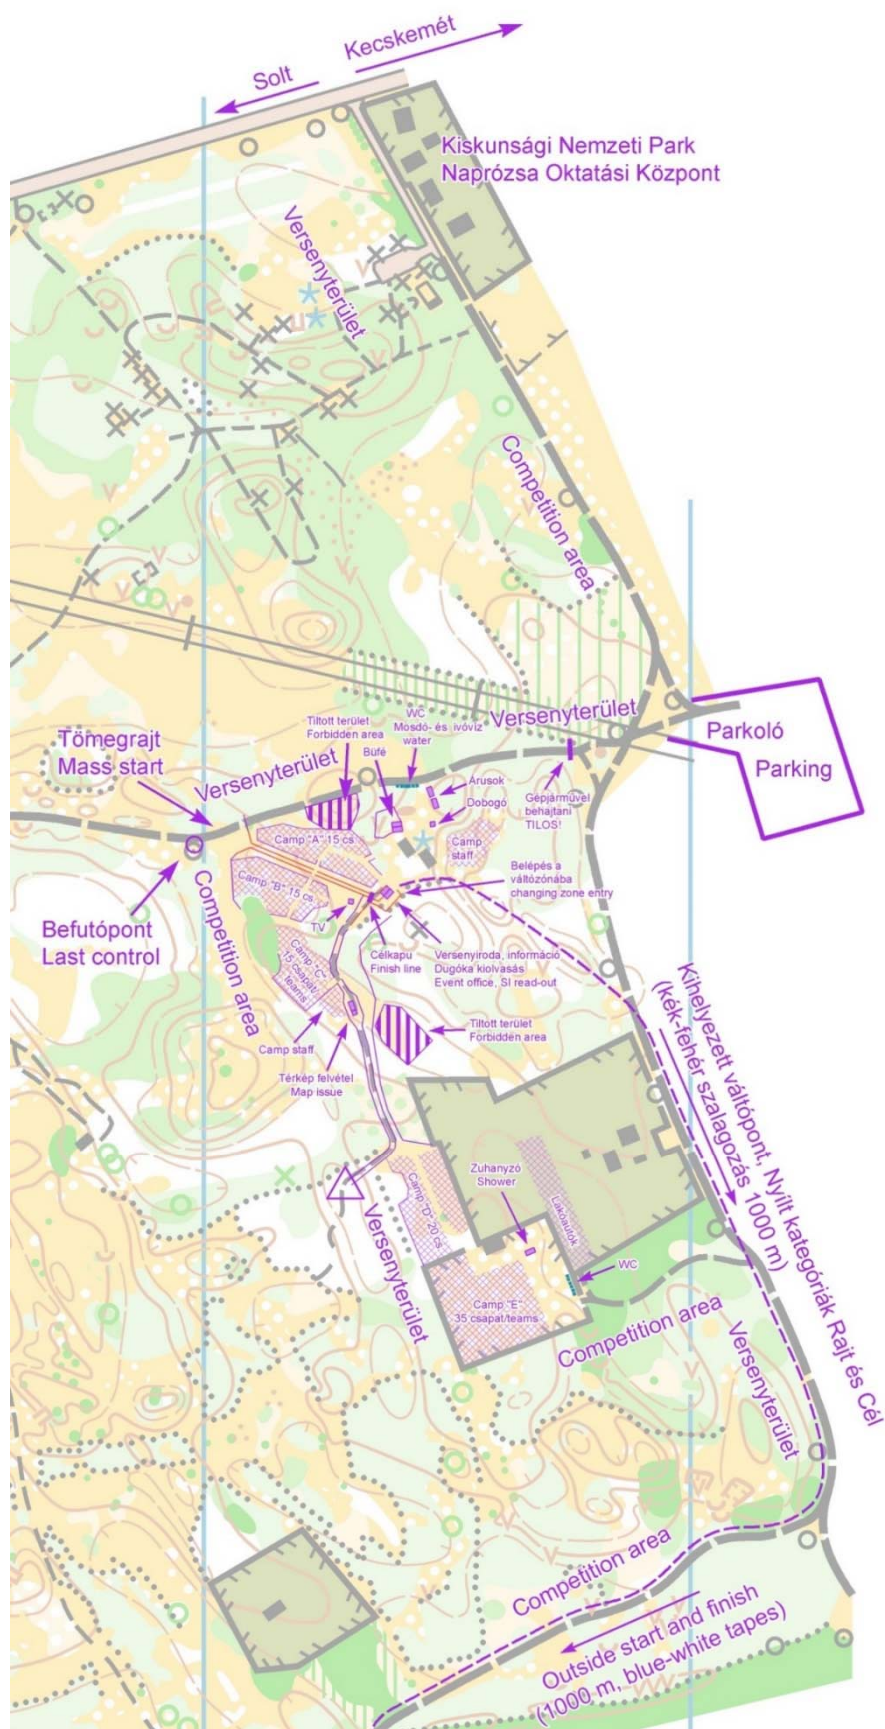 Solt
Kecskemét
Kiskunsági Nemzeti Park
Naprózsa Oktatási Központ
Versenyterület
Competition area
Tömegrajt
Mass start
Versenyterület
Tiltott terület
Forbidden area
Büfé
WC
Mosdó- és ivóvíz
water
Versenyterület
Parkoló
Parking
Árusok
Dobogó
Gépjárművel
behajtani
TILOS!
Camp "A" 15 cs
Camp
staff
Camp "B" 15 cs
Belépés a
váltózónába
changing zone entry
Befutópont
Last control
Competition area
TV
Célkapu
Finish line
Versenyiroda, információ
Dugóka kiolvasás
Event office, SI read-out
Camp "C"
15 csapat/
teams
Camp staff
Térkép felvétel
Map issue
Tiltott terület
Forbidden area
Kihelyezett váltópont, Nyílt kategóriák Rajt és Cél
(kék-fehér szalagozás 1000 m)
Zuhanyzó
Shower
Lakóautók
Camp "D" 20 cs
Versenyterület
WC
Camp "E"
35 csapat/teams
Competition area
Versenyterület
Competition area
Outside start and finish
(1000 m, blue-white tapes)